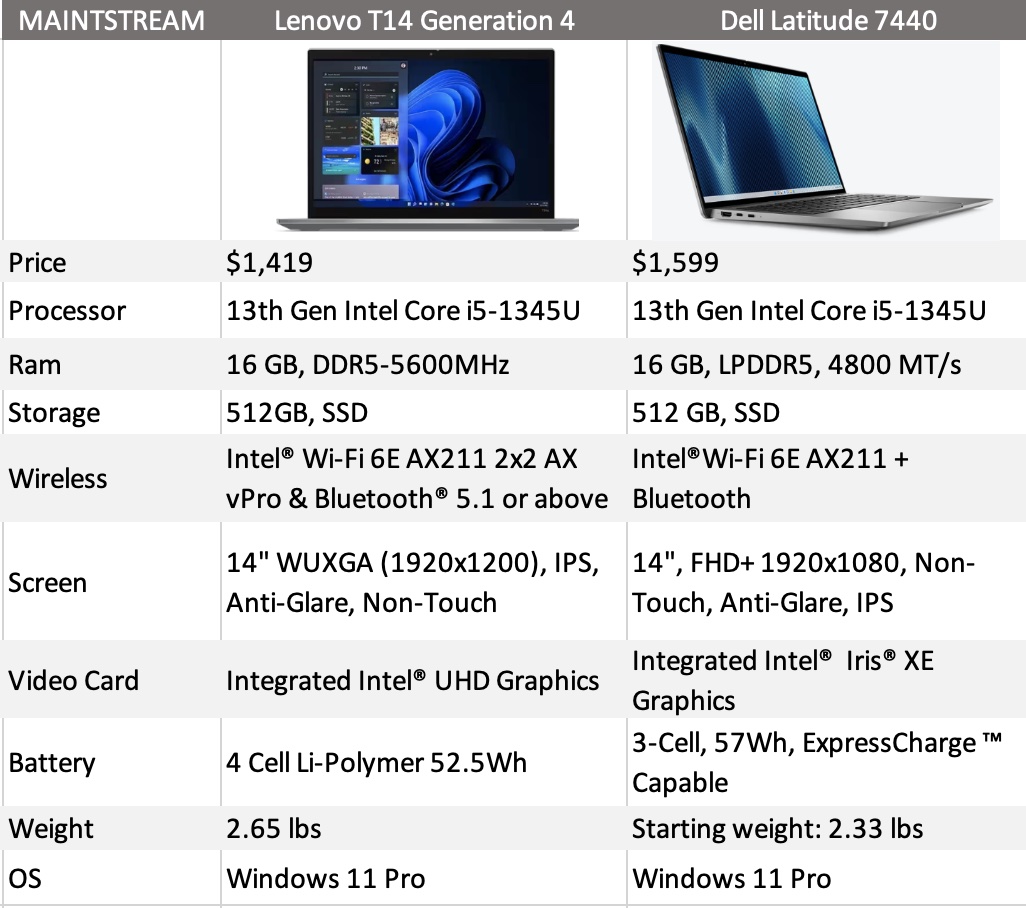 MAINTSTREAM Lenovo T14 Generation 4 Dell Latitude 7440
Price $1,419 $1,599
Processor 13th Gen Intel Core i5-1345U 13th Gen Intel Core i5-1345U
Ram 16 GB, DDR5-5600MHz 16 GB, LPDDR5, 4800 MT/s
Storage 512GB, SSD 512 GB, SSD
Wireless
Intel® Wi-Fi 6E AX211 2x2 AX
vPro & Bluetooth® 5.1 or above
Intel®Wi-Fi 6E AX211 +
Bluetooth
Screen
14" WUXGA (1920x1200), IPS,
Anti-Glare, Non-Touch
14", FHD+ 1920x1080, Non-
Touch, Anti-Glare, IPS
Video Card
Integrated Intel® UHD Graphics
Integrated Intel®  Iris® XE
Graphics
Battery
4 Cell Li-Polymer 52.5Wh
3-Cell, 57Wh, ExpressCharge ™
Capable
Weight 2.65 lbs Starting weight: 2.33 lbs
OS Windows 11 Pro Windows 11 Pro